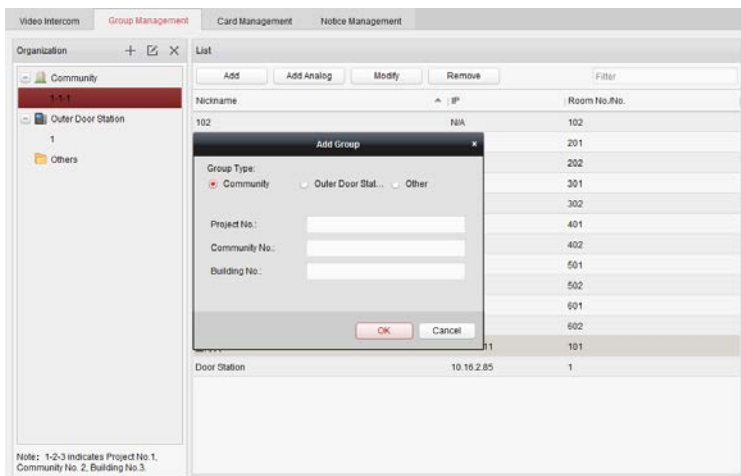 Video Intercom Group Management Card Management Notice Management
Organization List
Community Add Add Analog Modify Remove Filter
1-1-1 Nickname IP Room No./No.
Outer Door Station 102 N/A 102
1 Add Group 201
Others Group Type: 202
Community Outer Door Stat... Other 301
302
Project No.: 401
Community No.: 402
Building No.: 501
502
601
OK Cancel 602
11 101
Door Station 10.16.2.85 1
Note: 1-2-3 indicates Project No.1,
Community No. 2, Building No.3.